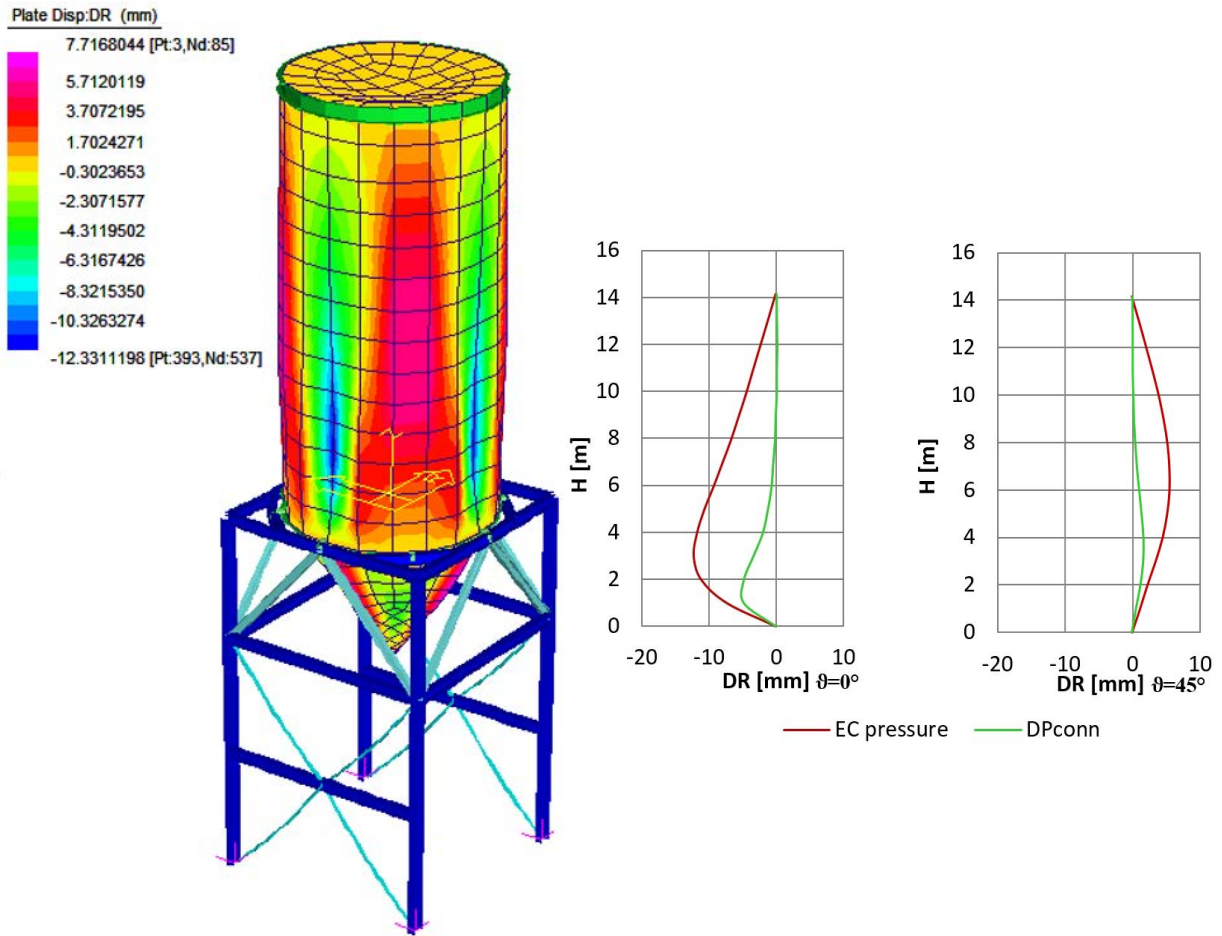 Plate Disp:DR (mm)
7.7168044 [Pt:3,Nd:85]
5.7120119
3.7072195
1.7024271
-0.3023653
-2.3071577
-4.3119502
-6.3167426
-8.3215350
-10.3263274
-12.3311198 [Pt:393,Nd:537]
16
14
12
10
8
6
4
2
0
H [m]
-20 -10 0 10
DR [mm] ϑ=0°
16
14
12
10
8
6
4
2
0
H [m]
-20 -10 0 10
DR [mm] ϑ=45°
EC pressure DPconn